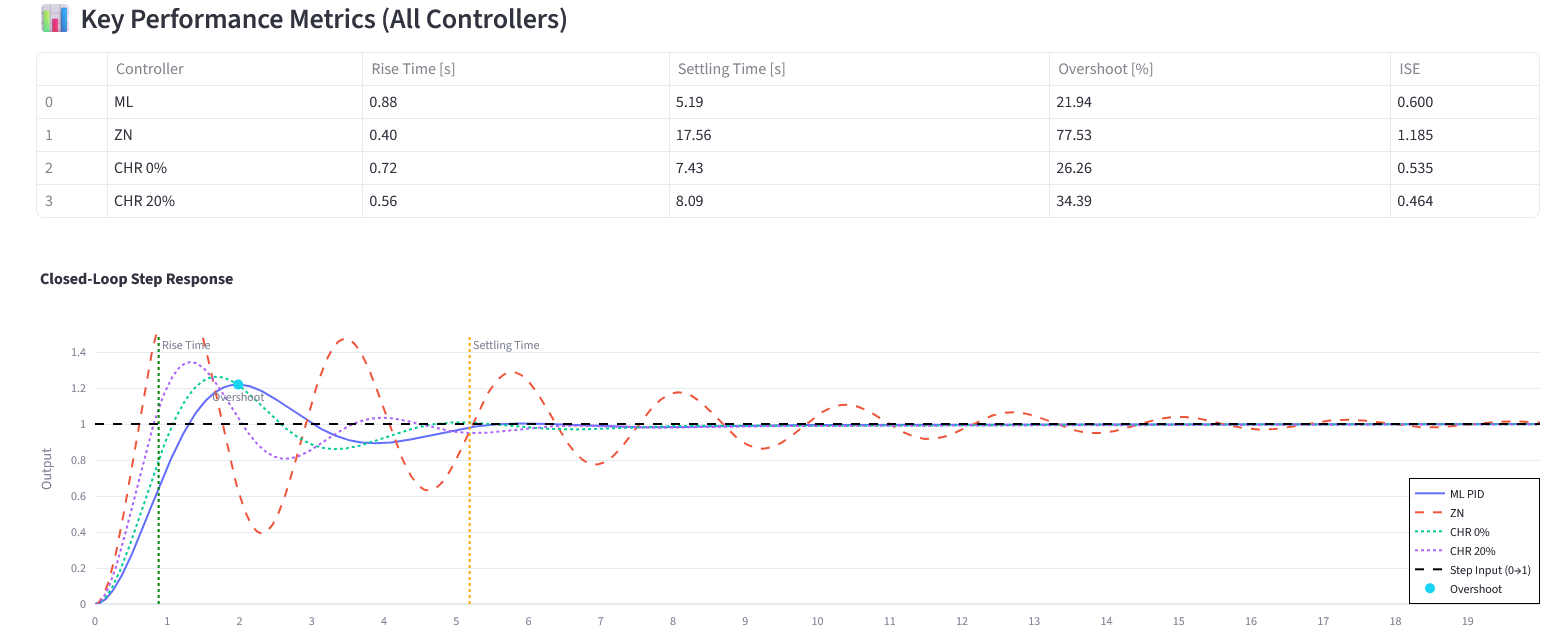 📊 Key Performance Metrics (All Controllers)
Controller Rise Time [s] Settling Time [s] Overshoot [%] ISE
0 ML 0.88 5.19 21.94 0.600
1 ZN 0.40 17.56 77.53 1.185
2 CHR 0% 0.72 7.43 26.26 0.535
3 CHR 20% 0.56 8.09 34.39 0.464
Closed-Loop Step Response
Rise Time
Settling Time
Overshoot
Output
1.4
1.2
1
0.8
0.6
0.4
0.2
0
0 1 2 3 4 5 6 7 8 9 10 11 12 13 14 15 16 17 18 19
ML PID
ZN
CHR 0%
CHR 20%
Step Input (0→1)
Overshoot